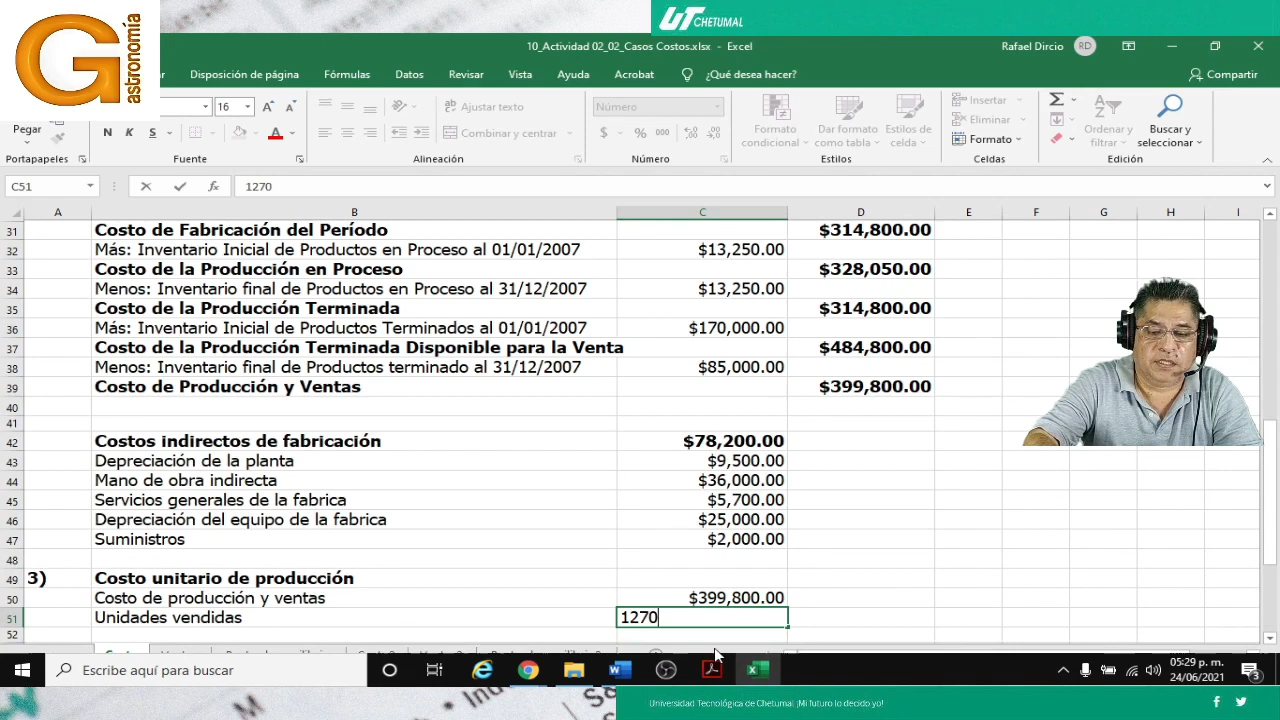 Gastronomía
UT CHETUMAL
10_Actividad 02_02_Casos Costos.xlsx - Excel
Rafael Dircio RD
Disposición de página Fórmulas Datos Revisar Vista Ayuda Acrobat ¿Qué desea hacer? Compartir
16 A A ab Ajustar texto Número Insertar
Pegar N K S A Combinar y centrar $ % 000 Formato condicional Dar formato como tabla Estilos de celda Eliminar Formato Ordenar y filtrar Buscar y seleccionar
Portapapeles Fuente Alineación Número Estilos Celdas Edición
C51 fx 1270
A B C D E F G H I
31 Costo de Fabricación del Período $314,800.00
32 Más: Inventario Inicial de Productos en Proceso al 01/01/2007 $13,250.00
33 Costo de la Producción en Proceso $328,050.00
34 Menos: Inventario final de Productos en Proceso al 31/12/2007 $13,250.00
35 Costo de la Producción Terminada $314,800.00
36 Más: Inventario Inicial de Productos Terminados al 01/01/2007 $170,000.00
37 Costo de la Producción Terminada Disponible para la Venta $484,800.00
38 Menos: Inventario final de Productos terminado al 31/12/2007 $85,000.00
39 Costo de Producción y Ventas $399,800.00
40
41
42 Costos indirectos de fabricación $78,200.00
43 Depreciación de la planta $9,500.00
44 Mano de obra indirecta $36,000.00
45 Servicios generales de la fabrica $5,700.00
46 Depreciación del equipo de la fabrica $25,000.00
47 Suministros $2,000.00
48
49 3) Costo unitario de producción
50 Costo de producción y ventas $399,800.00
51 Unidades vendidas 1270
52
Escribe aquí para buscar
05:29 p. m.
24/06/2021
3
Universidad Tecnológica de Chetumal ¡Mi futuro lo decido yo!